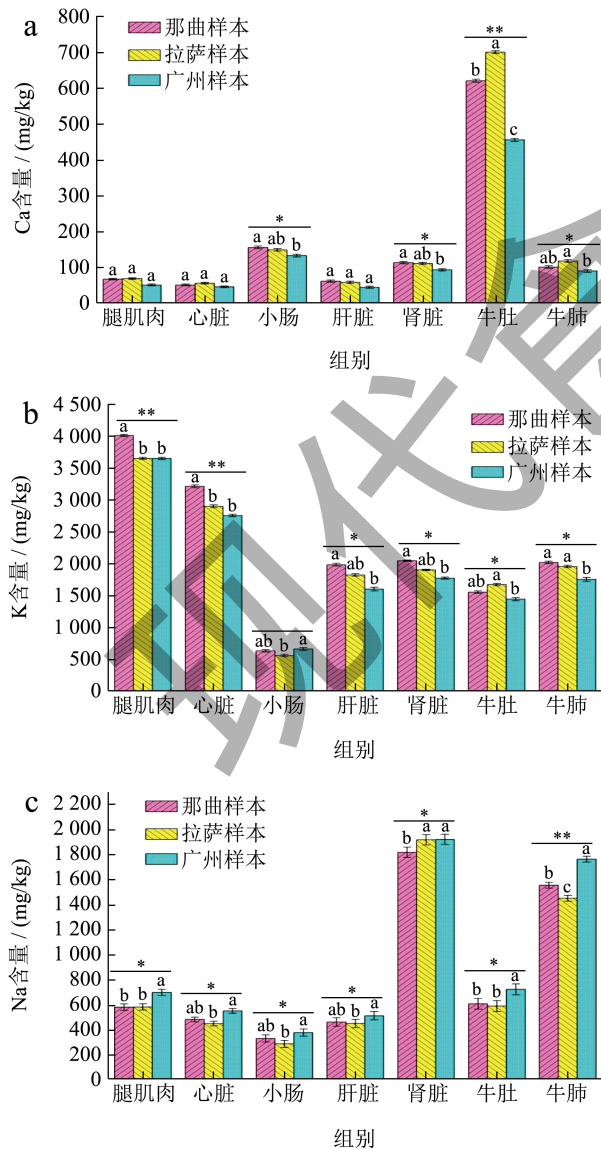 a
800
700
600
500
400
300
200
100
0
Ca含量 / (mg/kg)
那曲样本
拉萨样本
广州样本
a a a
a a a
*
a ab b
a a a
*
a a b
**
b a c
*
ab a b
腿肌肉 心脏 小肠 肝脏 肾脏 牛肚 牛肺
组别
b
4 500
4 000
3 500
3 000
2 500
2 000
1 500
1 000
500
0
K含量 / (mg/kg)
那曲样本
拉萨样本
广州样本
**
a b b
**
a b b
ab b a
*
a ab b
*
a ab b
*
ab a b
*
a a b
腿肌肉 心脏 小肠 肝脏 肾脏 牛肚 牛肺
组别
c
2 200
2 000
1 800
1 600
1 400
1 200
1 000
800
600
400
200
0
Na含量 / (mg/kg)
那曲样本
拉萨样本
广州样本
*
b b a
*
ab b a
*
ab b a
*
ab b a
*
b a a
*
b b a
**
b c a
腿肌肉 心脏 小肠 肝脏 肾脏 牛肚 牛肺
组别
现代食